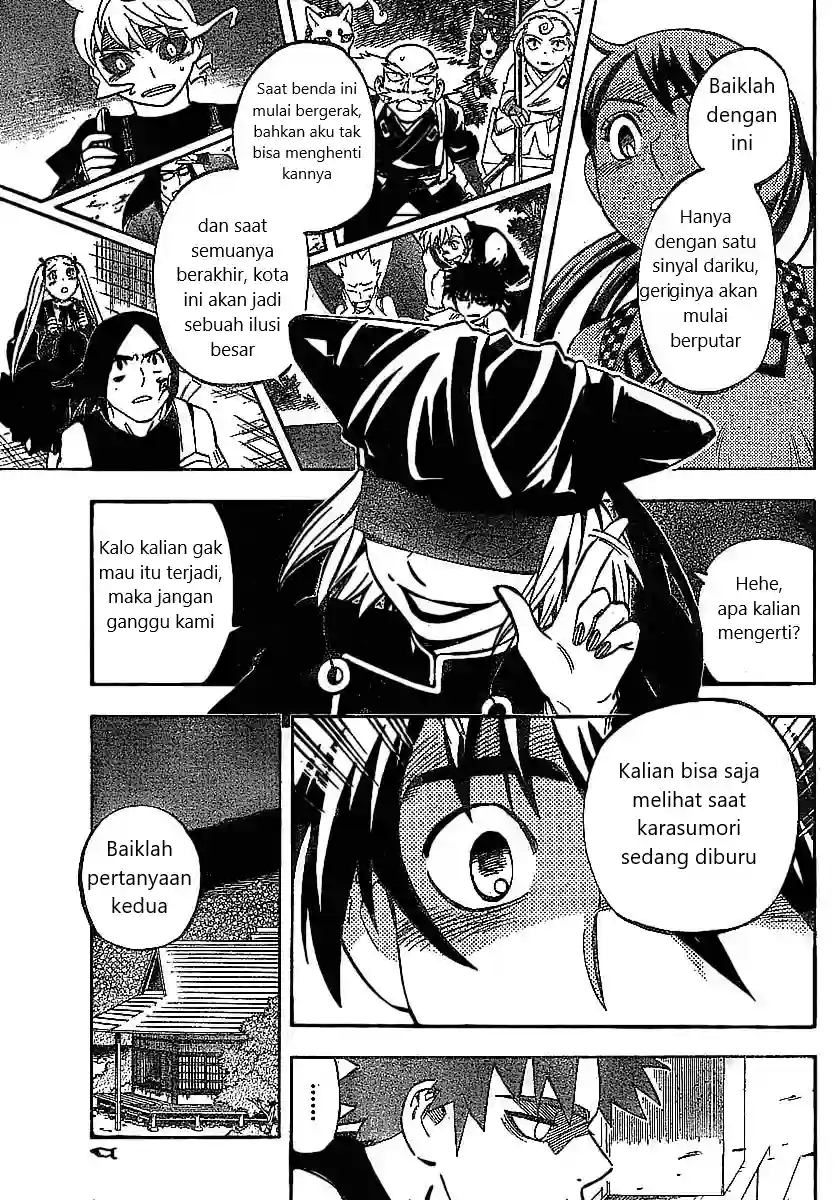 Baiklah
dengan
ini
Hanya
dengan satu
sinyal dariku,
geriginya akan
mulai
berputar
Saat benda ini
mulai bergerak,
bahkan aku tak
bisa menghenti
kannya
dan saat
semuanya
berakhir, kota
ini akan jadi
sebuah ilusi
besar
Hehe,
apa kalian
mengerti?
Kalo kalian gak
mau itu terjadi,
maka jangan
ganggu kami
Kalian bisa saja
melihat saat
karasumori
sedang diburu
Baiklah
pertanyaan
kedua
........